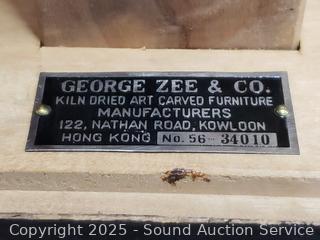 GEORGE ZEE & CO.
KILN DRIED ART CARVED FURNITURE
MANUFACTURERS
122, NATHAN ROAD, KOWLOON
HONG KONG No. 56- 34010
Copyright 2025 - Sound Auction Service